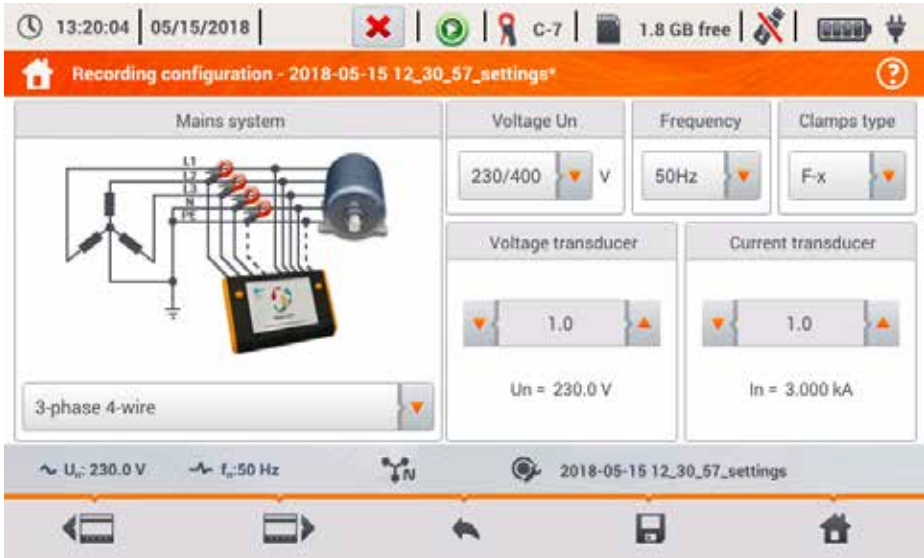 13:20:04 05/15/2018 C-7 1.8 GB free
Recording configuration - 2018-05-15 12_30_57_settings*
Mains system
Voltage Un
Frequency
Clamps type
L1
L2
L3
N
PE
230/400 V
50Hz
F-x
Voltage transducer
Current transducer
1.0
1.0
Un = 230.0 V
In = 3.000 kA
3-phase 4-wire
Uₙ: 230.0 V fₙ:50 Hz N 2018-05-15 12_30_57_settings